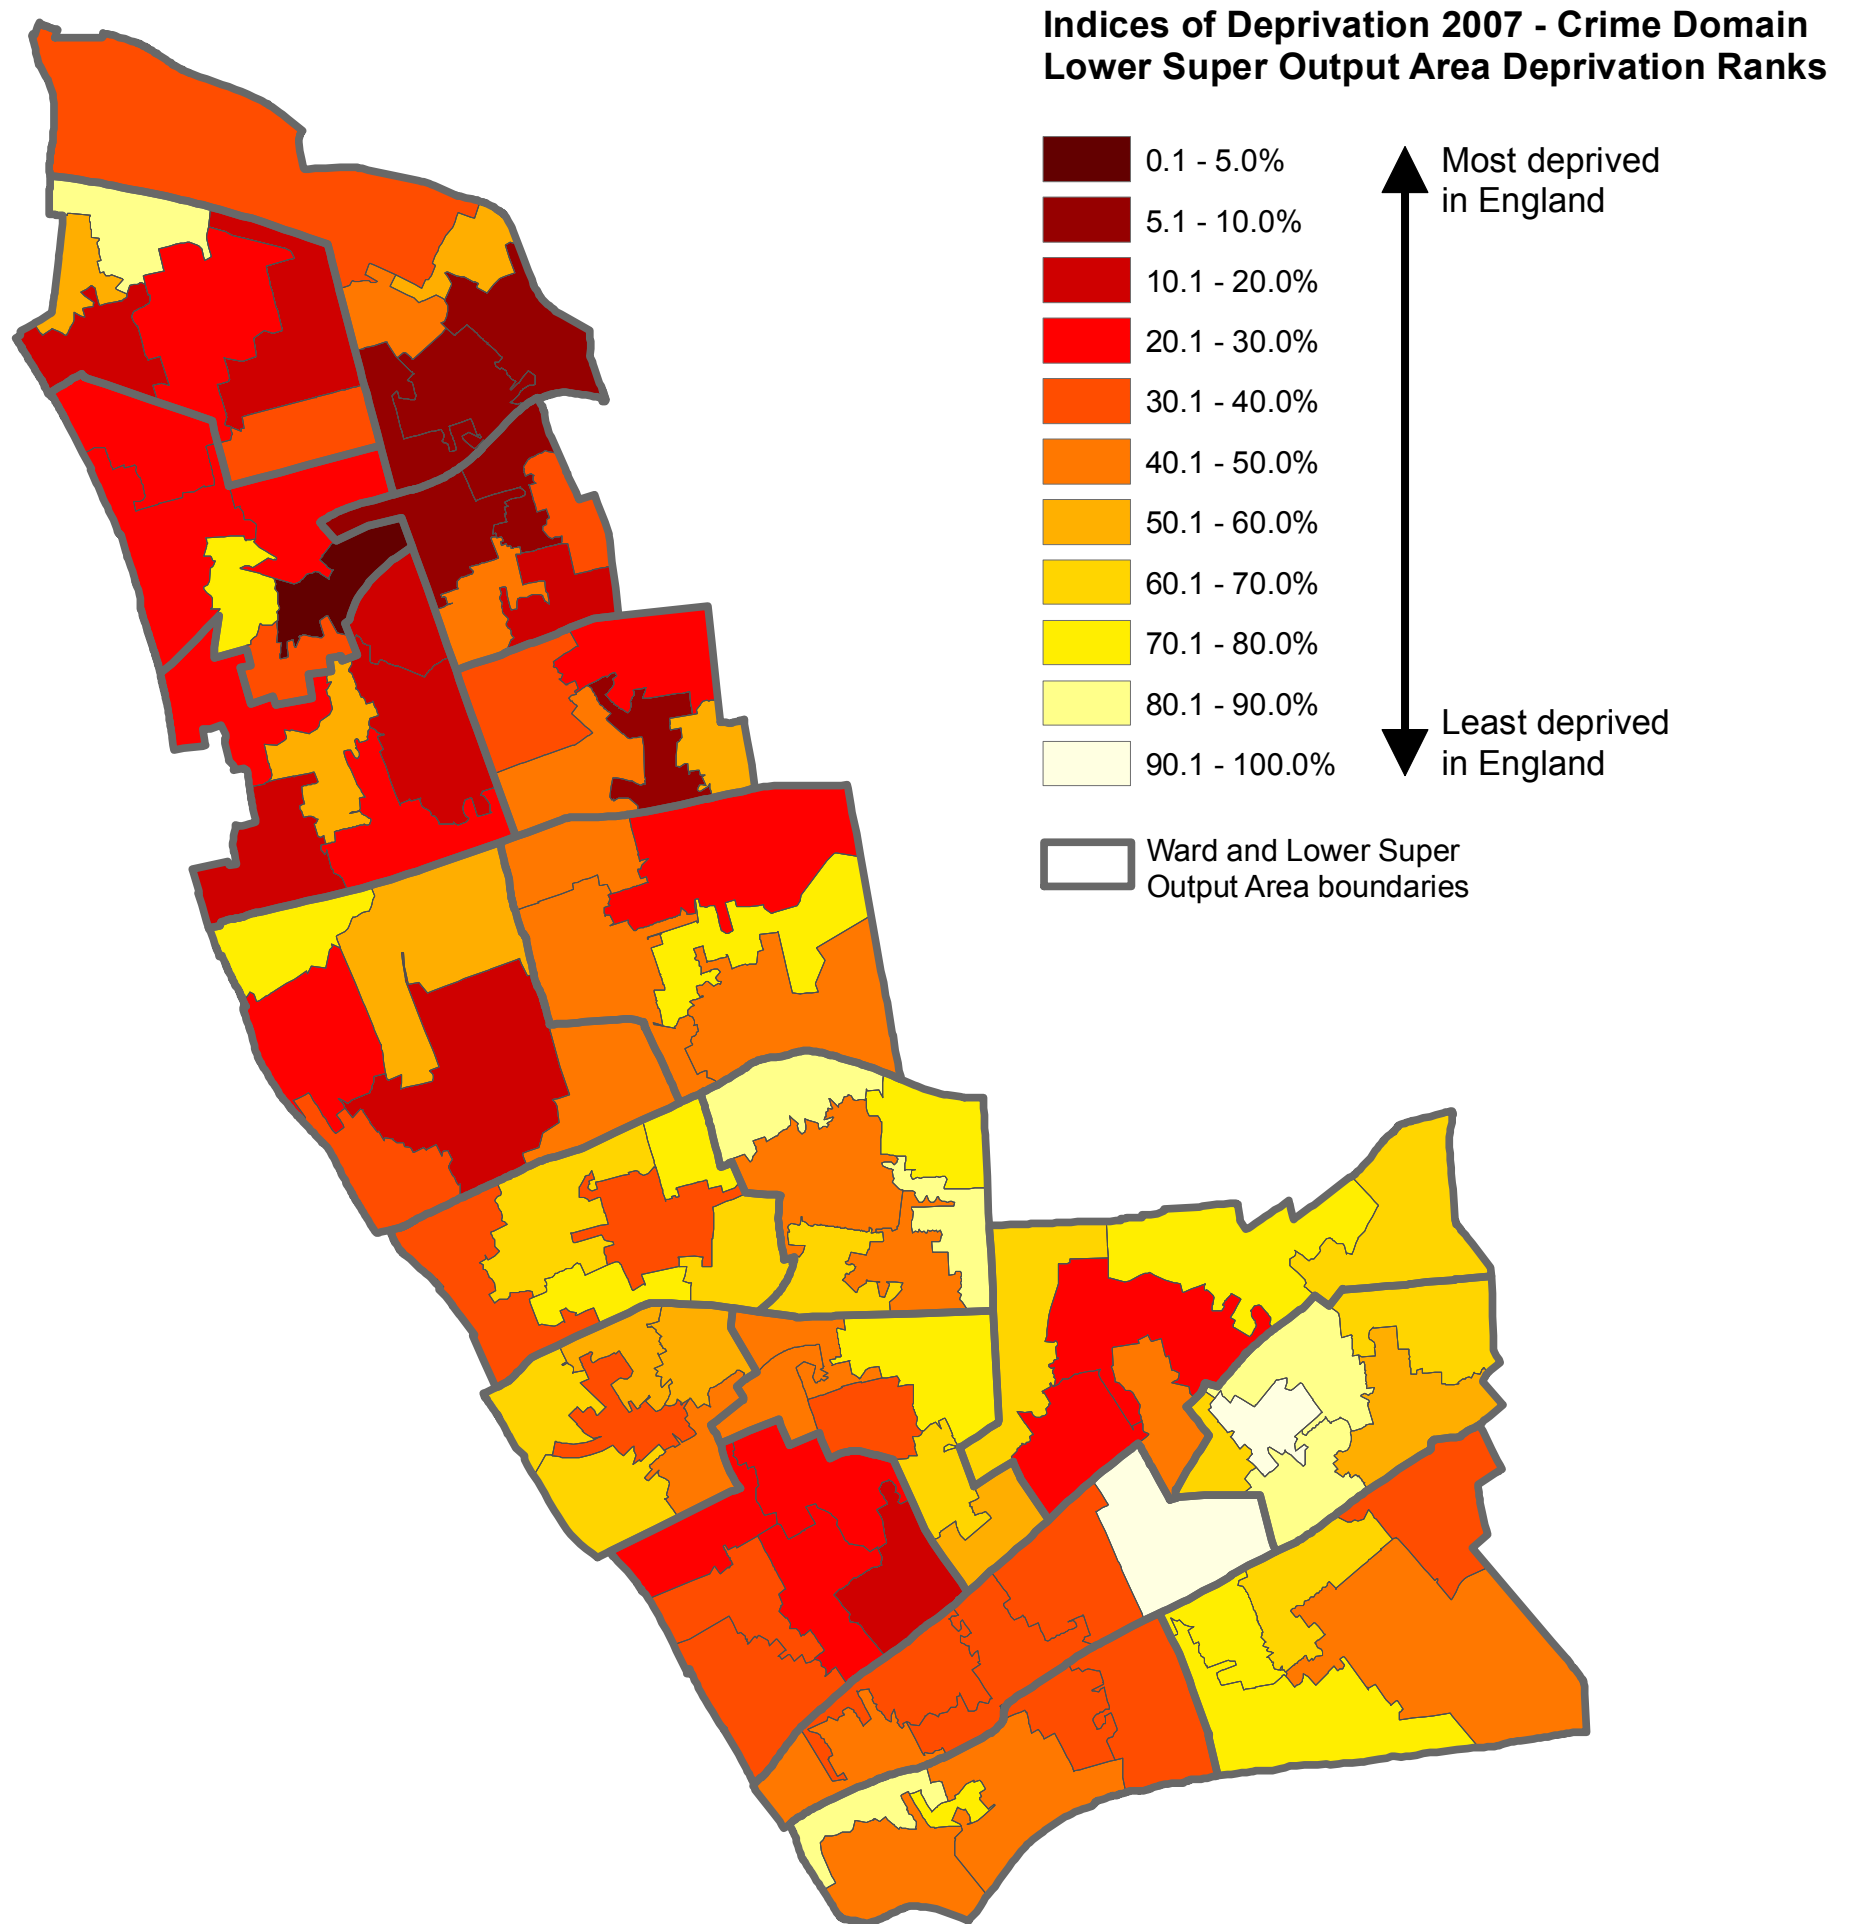 Indices of Deprivation 2007 - Crime Domain
Lower Super Output Area Deprivation Ranks
0.1 - 5.0%
5.1 - 10.0%
10.1 - 20.0%
20.1 - 30.0%
30.1 - 40.0%
40.1 - 50.0%
50.1 - 60.0%
60.1 - 70.0%
70.1 - 80.0%
80.1 - 90.0%
90.1 - 100.0%
Most deprived
in England
Least deprived
in England
Ward and Lower Super
Output Area boundaries